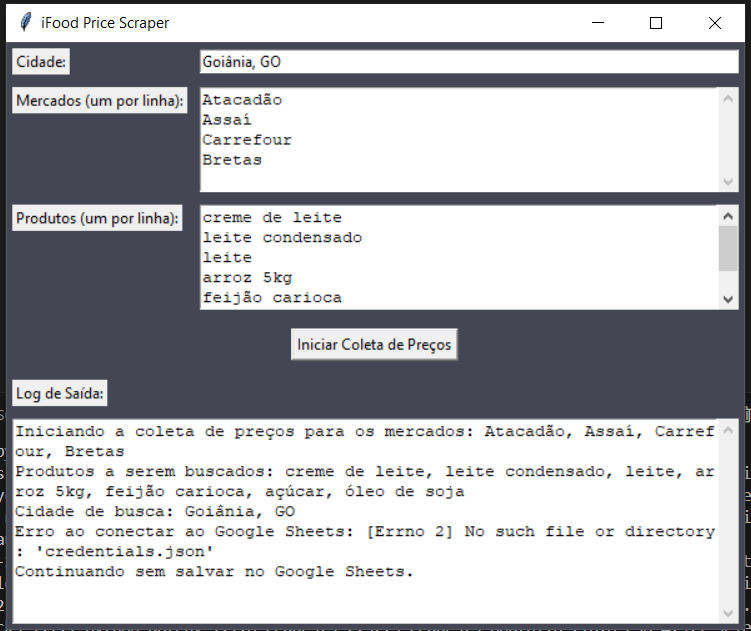 iFood Price Scraper
Cidade:
Goiânia, GO
Mercados (um por linha):
Atacadão
Assaí
Carrefour
Bretas
Produtos (um por linha):
creme de leite
leite condensado
leite
arroz 5kg
feijão carioca
Iniciar Coleta de Preços
Log de Saída:
Iniciando a coleta de preços para os mercados: Atacadão, Assaí, Carref
our, Bretas
Produtos a serem buscados: creme de leite, leite condensado, leite, ar
roz 5kg, feijão carioca, açúcar, óleo de soja
Cidade de busca: Goiânia, GO
Erro ao conectar ao Google Sheets: [Errno 2] No such file or directory
: 'credentials.json'
Continuando sem salvar no Google Sheets.